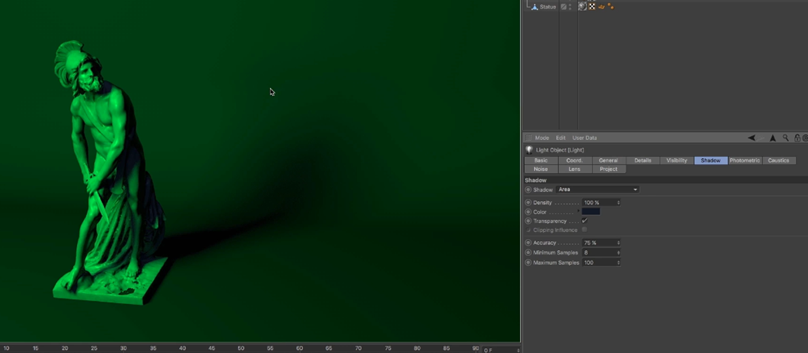 Statue
Mode Edit User Data
Light Object [Light]
Basic Coord. General Details Visibility Shadow Photometric Caustics
Noise Lens Project
Shadow
Shadow Area
Density 100 %
Color
Transparency
Clipping Influence
Accuracy 75 %
Minimum Samples 8
Maximum Samples 100
10 15 20 25 30 35 40 45 50 55 60 65 70 75 80 85 90 0 F